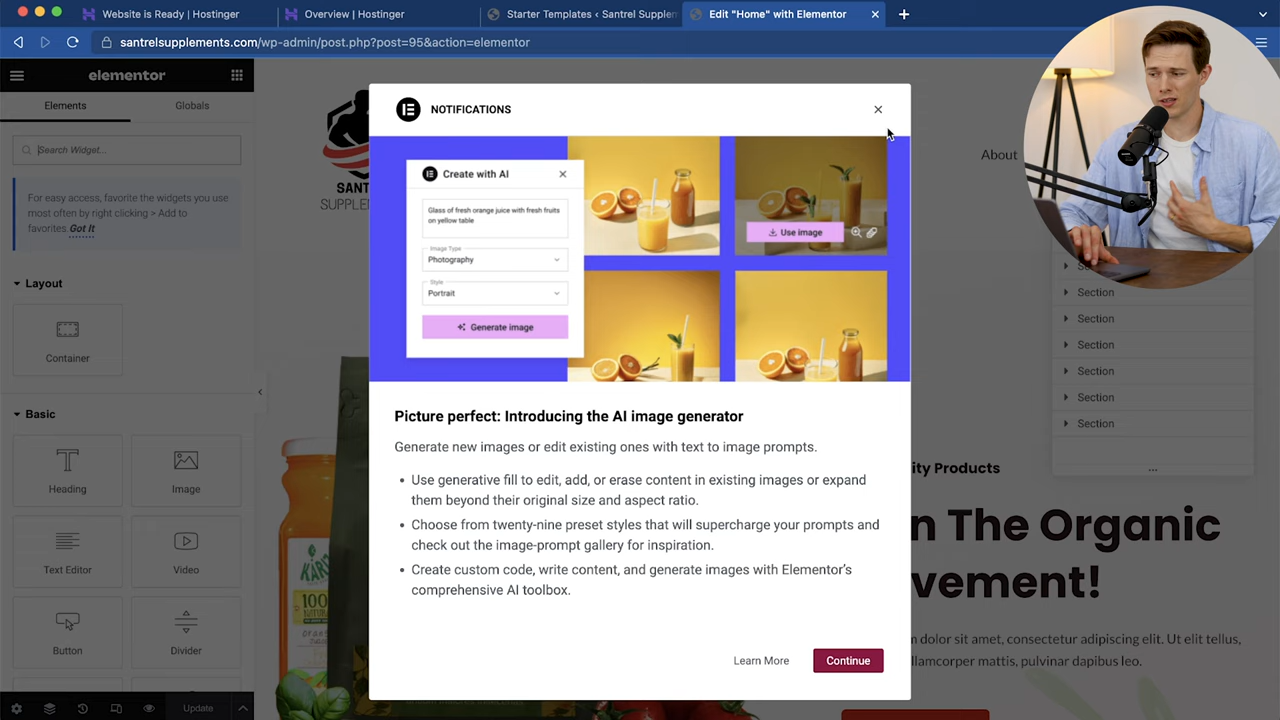 Website is Ready | Hostinger
Overview | Hostinger
Starter Templates ‹ Santrel Supplem
Edit "Home" with Elementor
santrelsupplements.com/wp-admin/post.php?post=95&action=elementor
elementor
Elements
Globals
Search Widget...
For easy access, favorite the widgets you
use most often by right clicking > Add to
favorites. Got It
Layout
Container
Basic
Heading
Image
Text Editor
Video
Button
Divider
Update
NOTIFICATIONS
Create with AI
Glass of fresh orange juice with fresh fruits
on yellow table
Image Type
Photography
Style
Portrait
Generate image
Use image
Picture perfect: Introducing the AI image generator
Generate new images or edit existing ones with text to image prompts.
• Use generative fill to edit, add, or erase content in existing images or expand
them beyond their original size and aspect ratio.
• Choose from twenty-nine preset styles that will supercharge your prompts and
check out the image-prompt gallery for inspiration.
• Create custom code, write content, and generate images with Elementor's
comprehensive AI toolbox.
Learn More
Continue
SANT
SUPPLEM
About
Section
Section
Section
Section
Section
Section
...
ity Products
n The Organic
vement!
m dolor sit amet, consectetur adipiscing elit. Ut elit tellus,
llamcorper mattis, pulvinar dapibus leo.
100